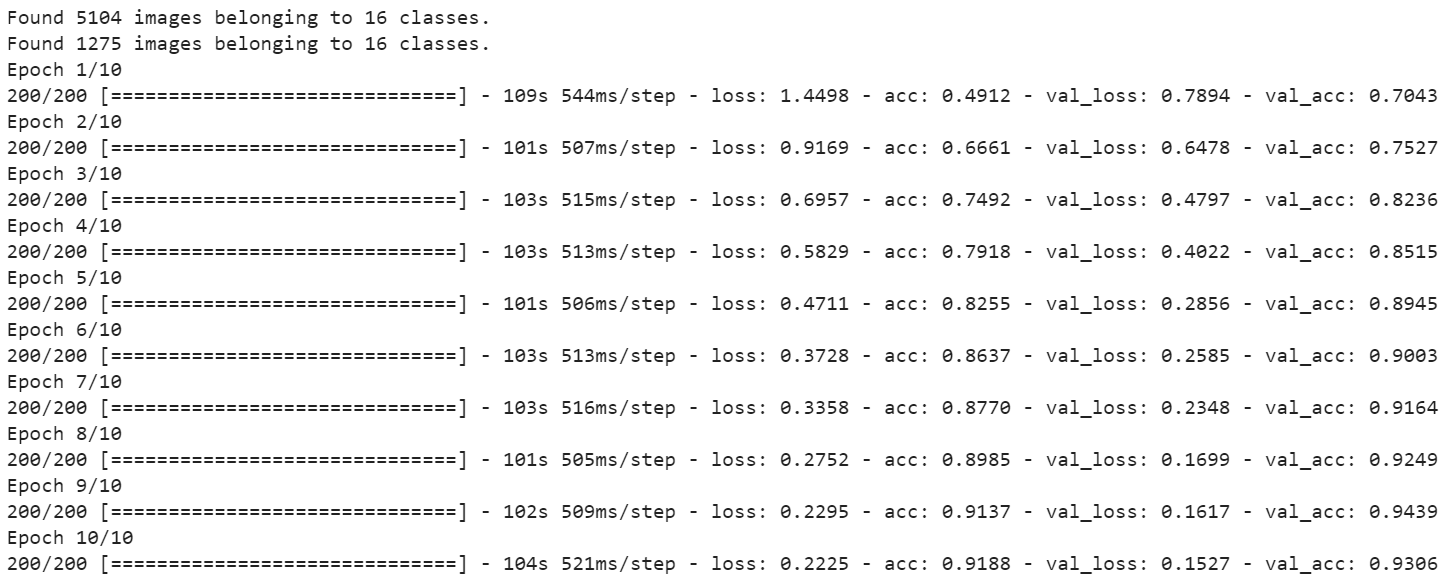 Found 5104 images belonging to 16 classes.
Found 1275 images belonging to 16 classes.
Epoch 1/10
200/200 [==============================] - 109s 544ms/step - loss: 1.4498 - acc: 0.4912 - val_loss: 0.7894 - val_acc: 0.7043
Epoch 2/10
200/200 [==============================] - 101s 507ms/step - loss: 0.9169 - acc: 0.6661 - val_loss: 0.6478 - val_acc: 0.7527
Epoch 3/10
200/200 [==============================] - 103s 515ms/step - loss: 0.6957 - acc: 0.7492 - val_loss: 0.4797 - val_acc: 0.8236
Epoch 4/10
200/200 [==============================] - 103s 513ms/step - loss: 0.5829 - acc: 0.7918 - val_loss: 0.4022 - val_acc: 0.8515
Epoch 5/10
200/200 [==============================] - 101s 506ms/step - loss: 0.4711 - acc: 0.8255 - val_loss: 0.2856 - val_acc: 0.8945
Epoch 6/10
200/200 [==============================] - 103s 513ms/step - loss: 0.3728 - acc: 0.8637 - val_loss: 0.2585 - val_acc: 0.9003
Epoch 7/10
200/200 [==============================] - 103s 516ms/step - loss: 0.3358 - acc: 0.8770 - val_loss: 0.2348 - val_acc: 0.9164
Epoch 8/10
200/200 [==============================] - 101s 505ms/step - loss: 0.2752 - acc: 0.8985 - val_loss: 0.1699 - val_acc: 0.9249
Epoch 9/10
200/200 [==============================] - 102s 509ms/step - loss: 0.2295 - acc: 0.9137 - val_loss: 0.1617 - val_acc: 0.9439
Epoch 10/10
200/200 [==============================] - 104s 521ms/step - loss: 0.2225 - acc: 0.9188 - val_loss: 0.1527 - val_acc: 0.9306